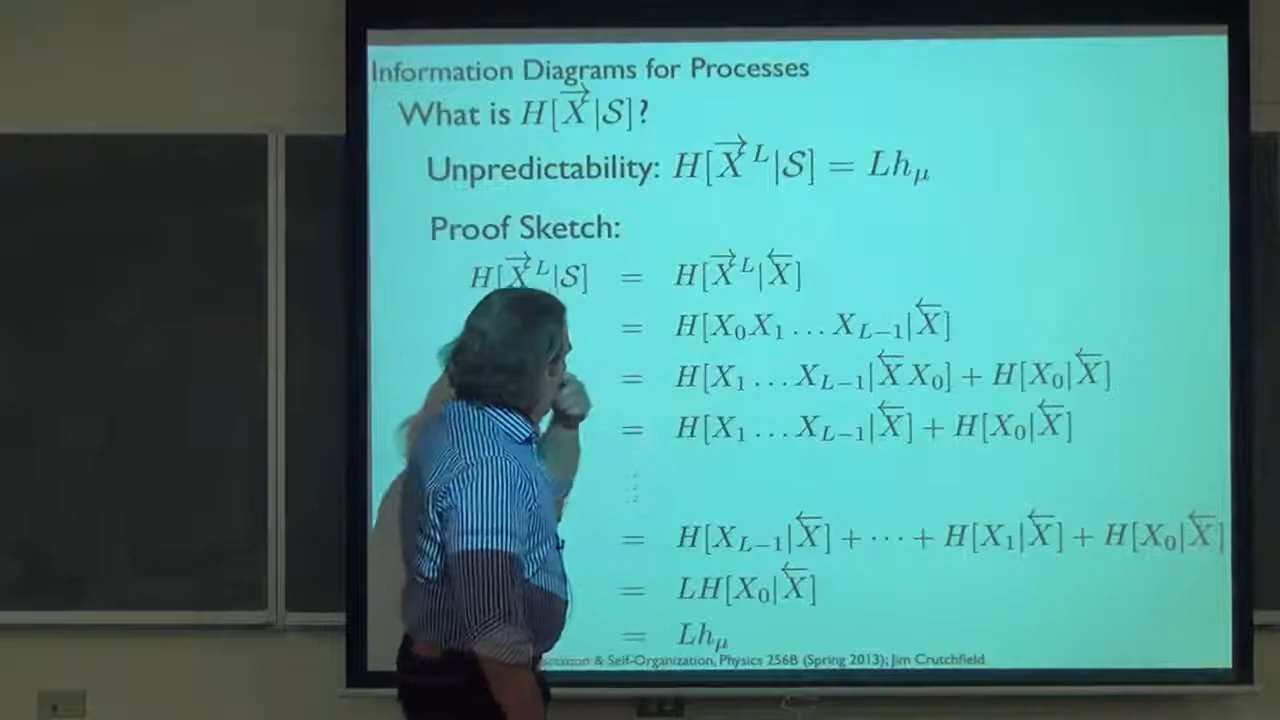 Information Diagrams for Processes
What is H[→X|S]?
Unpredictability: H[→X^L|S] = Lh_μ
Proof Sketch:
H[→X^L|S] = H[→X^L|←X]
= H[X_0X_1 … X_{L−1}|←X]
= H[X_1 … X_{L−1}|←X X_0] + H[X_0|←X]
= H[X_1 … X_{L−1}|←X] + H[X_0|←X]
⋮
= H[X_{L−1}|←X] + ⋯ + H[X_1|←X] + H[X_0|←X]
= LH[X_0|←X]
= Lh_μ
& Self-Organization, Physics 256B (Spring 2013); Jim Crutchfield